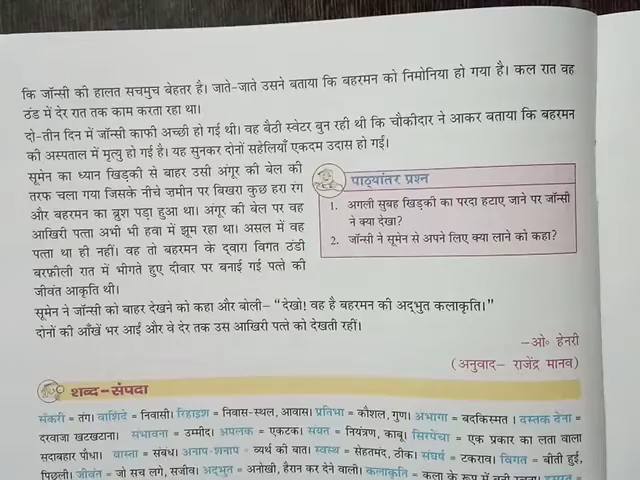 कि जॉन्सी की हालत सचमुच बेहतर है। जाते-जाते उसने बताया कि बहरमन को निमोनिया हो गया है। कल रात वह
ठंड में देर रात तक काम करता रहा था।
दो-तीन दिन में जॉन्सी काफी अच्छी हो गई थी। वह बैठी स्वेटर बुन रही थी कि चौकीदार ने आकर बताया कि बहरमन
की अस्पताल में मृत्यु हो गई है। यह सुनकर दोनों सहेलियाँ एकदम उदास हो गईं।
सूमेन का ध्यान खिड़की से बाहर उसी अंगूर की बेल की
तरफ चला गया जिसके नीचे जमीन पर बिखरा कुछ हरा रंग
और बहरमन का ब्रुश पड़ा हुआ था। अंगूर की बेल पर वह
आखिरी पत्ता अभी भी हवा में झूम रहा था। असल में वह
पत्ता था ही नहीं। वह तो बहरमन के द्वारा विगत ठंडी
बरफ़ीली रात में भीगते हुए दीवार पर बनाई गई पत्ते की
जीवंत आकृति थी।
पाठ्यांतर प्रश्न
1. अगली सुबह खिड़की का परदा हटाए जाने पर जॉन्सी
ने क्या देखा?
2. जॉन्सी ने सूमेन से अपने लिए क्या लाने को कहा?
सूमेन ने जॉन्सी को बाहर देखने को कहा और बोली– “देखो! वह है बहरमन की अद्भुत कलाकृति।”
दोनों की आँखें भर आईं और वे देर तक उस आखिरी पत्ते को देखती रहीं।
–ओ॰ हेनरी
(अनुवाद– राजेंद्र मानव)
शब्द-संपदा
सँकरी = तंग। बाशिंदे = निवासी। रिहाइश = निवास-स्थल, आवास। प्रतिभा = कौशल, गुण। अभागा = बदकिस्मत। दस्तक देना =
दरवाजा खटखटाना। संभावना = उम्मीद। अपलक = एकटक। संयत = नियंत्रण, काबू। सिरपेंचा = एक प्रकार का लता वाला
सदाबहार पौधा। वास्ता = संबंध। अनाप-शनाप = व्यर्थ की बात। स्वस्थ = सेहतमंद, ठीक। संघर्ष = टकराव। विगत = बीती हुई,
पिछली। जीवंत = जो सच लगे, सजीव। अद्भुत = अनोखी, हैरान कर देने वाली। कलाकृति = कला के रूप में